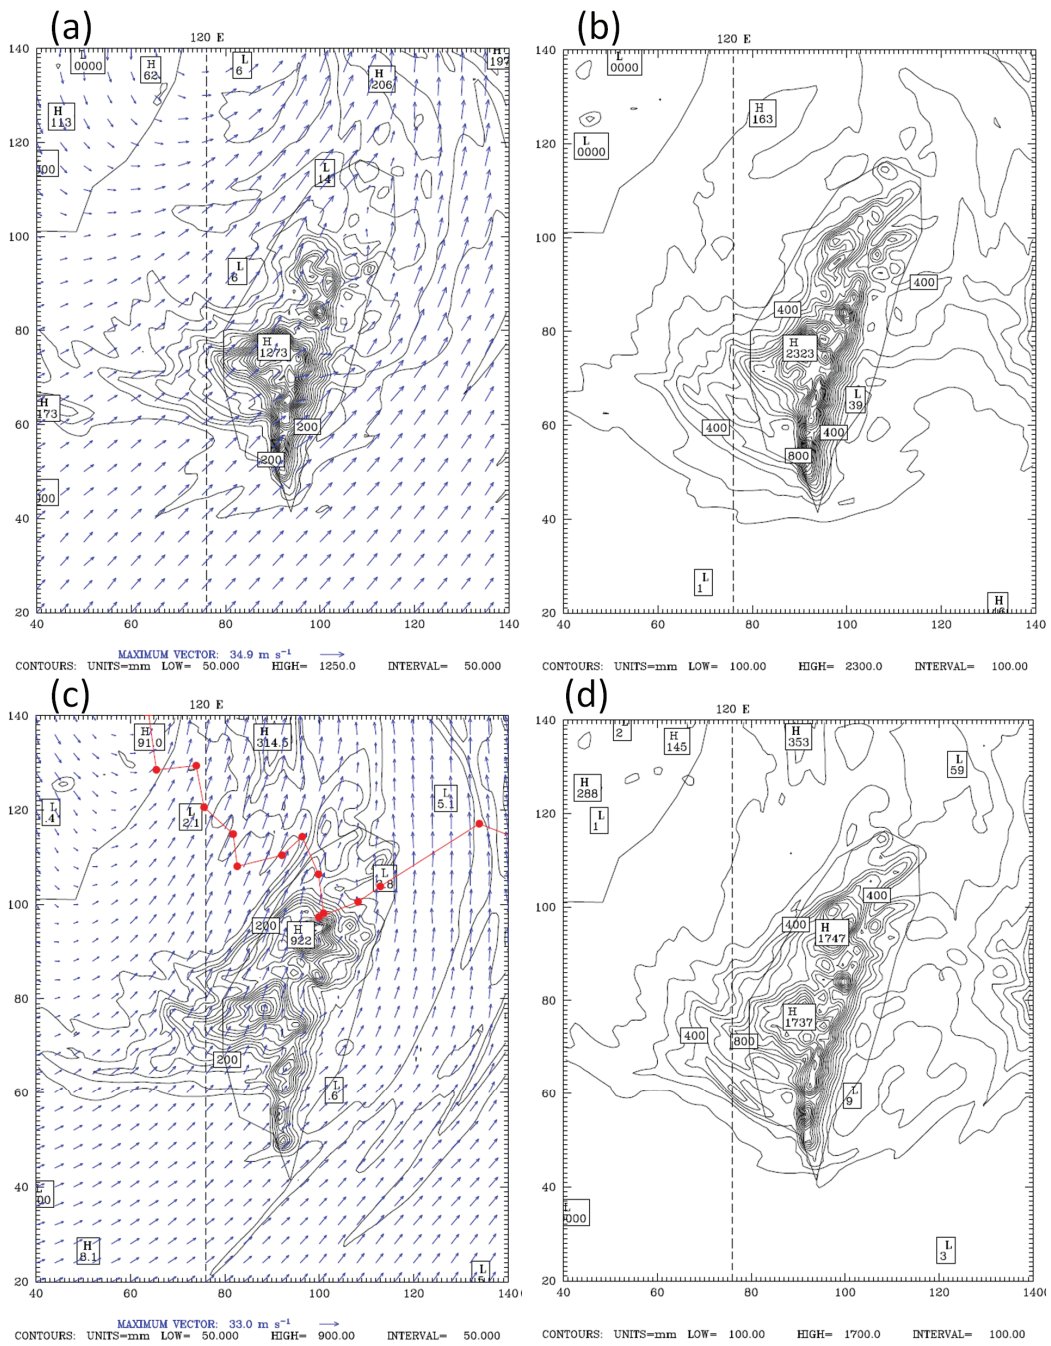 (a)
120 E
140
120
100
80
60
40
20
L
0000
H
62
L
6
H
206
H
197
H
113
00
L
14
L
6
H
1273
H
173
200
200
00
40 60 80 100 120 140
MAXIMUM VECTOR: 34.9 m s⁻¹
CONTOURS: UNITS=mm LOW= 50.000 HIGH= 1250.0 INTERVAL= 50.000
(b)
120 E
140
120
100
80
60
40
20
L
0000
H
163
L
0000
400
400
H
2323
L
39
400
400
800
L
1
H
40 60 80 100 120 140
CONTOURS: UNITS=mm LOW= 100.00 HIGH= 2300.0 INTERVAL= 100.00
(c)
120 E
140
120
100
80
60
40
20
H
91.0
H
314.5
L
.4
L
2.1
L
5.1
L
200
H
922
200
L
.6
L
00
H
8.1
L
40 60 80 100 120 140
MAXIMUM VECTOR: 33.0 m s⁻¹
CONTOURS: UNITS=mm LOW= 50.000 HIGH= 900.00 INTERVAL= 50.000
(d)
120 E
140
120
100
80
60
40
20
L
2
H
145
H
353
L
59
H
288
L
1
400
400
H
1747
H
1737
400
800
L
9
L
000
L
3
40 60 80 100 120 140
CONTOURS: UNITS=mm LOW= 100.00 HIGH= 1700.0 INTERVAL= 100.00